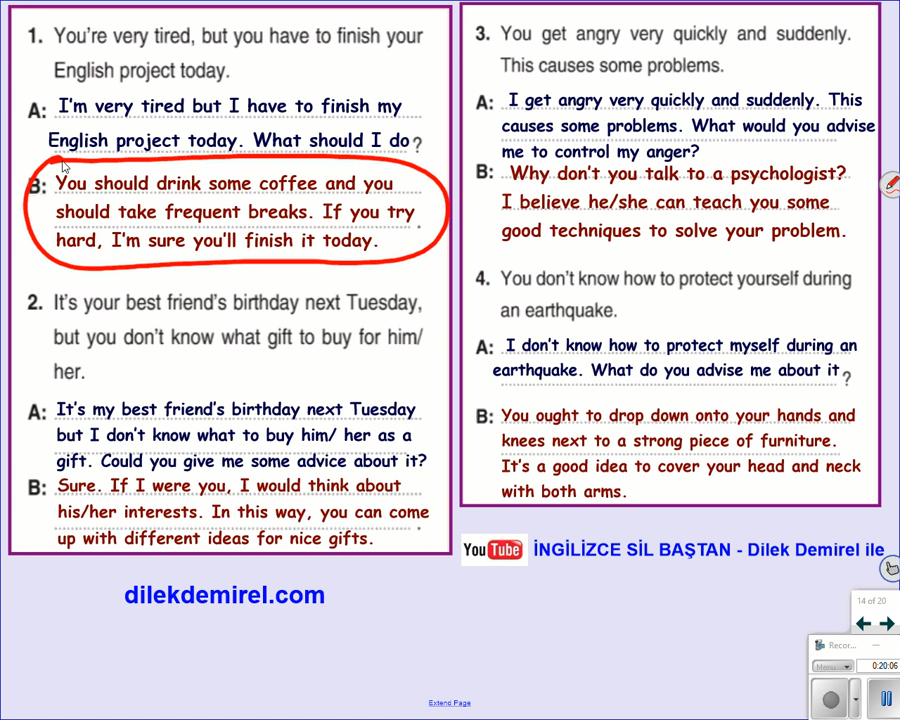 1. You're very tired, but you have to finish your
English project today.
A: I'm very tired but I have to finish my
English project today. What should I do?
B: You should drink some coffee and you
should take frequent breaks. If you try
hard, I'm sure you'll finish it today.
2. It's your best friend's birthday next Tuesday,
but you don't know what gift to buy for him/
her.
A: It's my best friend's birthday next Tuesday
but I don't know what to buy him/ her as a
gift. Could you give me some advice about it?
B: Sure. If I were you, I would think about
his/her interests. In this way, you can come
up with different ideas for nice gifts.
3. You get angry very quickly and suddenly.
This causes some problems.
A: I get angry very quickly and suddenly. This
causes some problems. What would you advise
me to control my anger?
B: Why don't you talk to a psychologist?
I believe he/she can teach you some
good techniques to solve your problem.
4. You don't know how to protect yourself during
an earthquake.
A: I don't know how to protect myself during an
earthquake. What do you advise me about it?
B: You ought to drop down onto your hands and
knees next to a strong piece of furniture.
It's a good idea to cover your head and neck
with both arms.
YouTube İNGİLİZCE SİL BAŞTAN - Dilek Demirel ile
dilekdemirel.com
14 of 20
Recor...
Menu
0:20:06
Extend Page